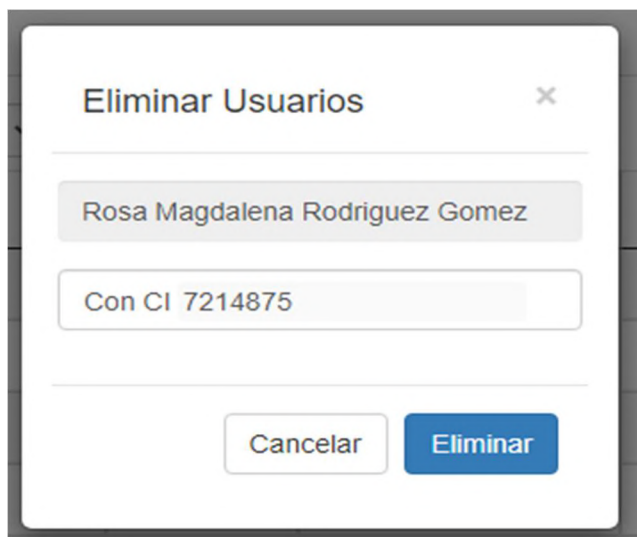 Eliminar Usuarios ×
Rosa Magdalena Rodriguez Gomez
Con CI 7214875
Cancelar Eliminar